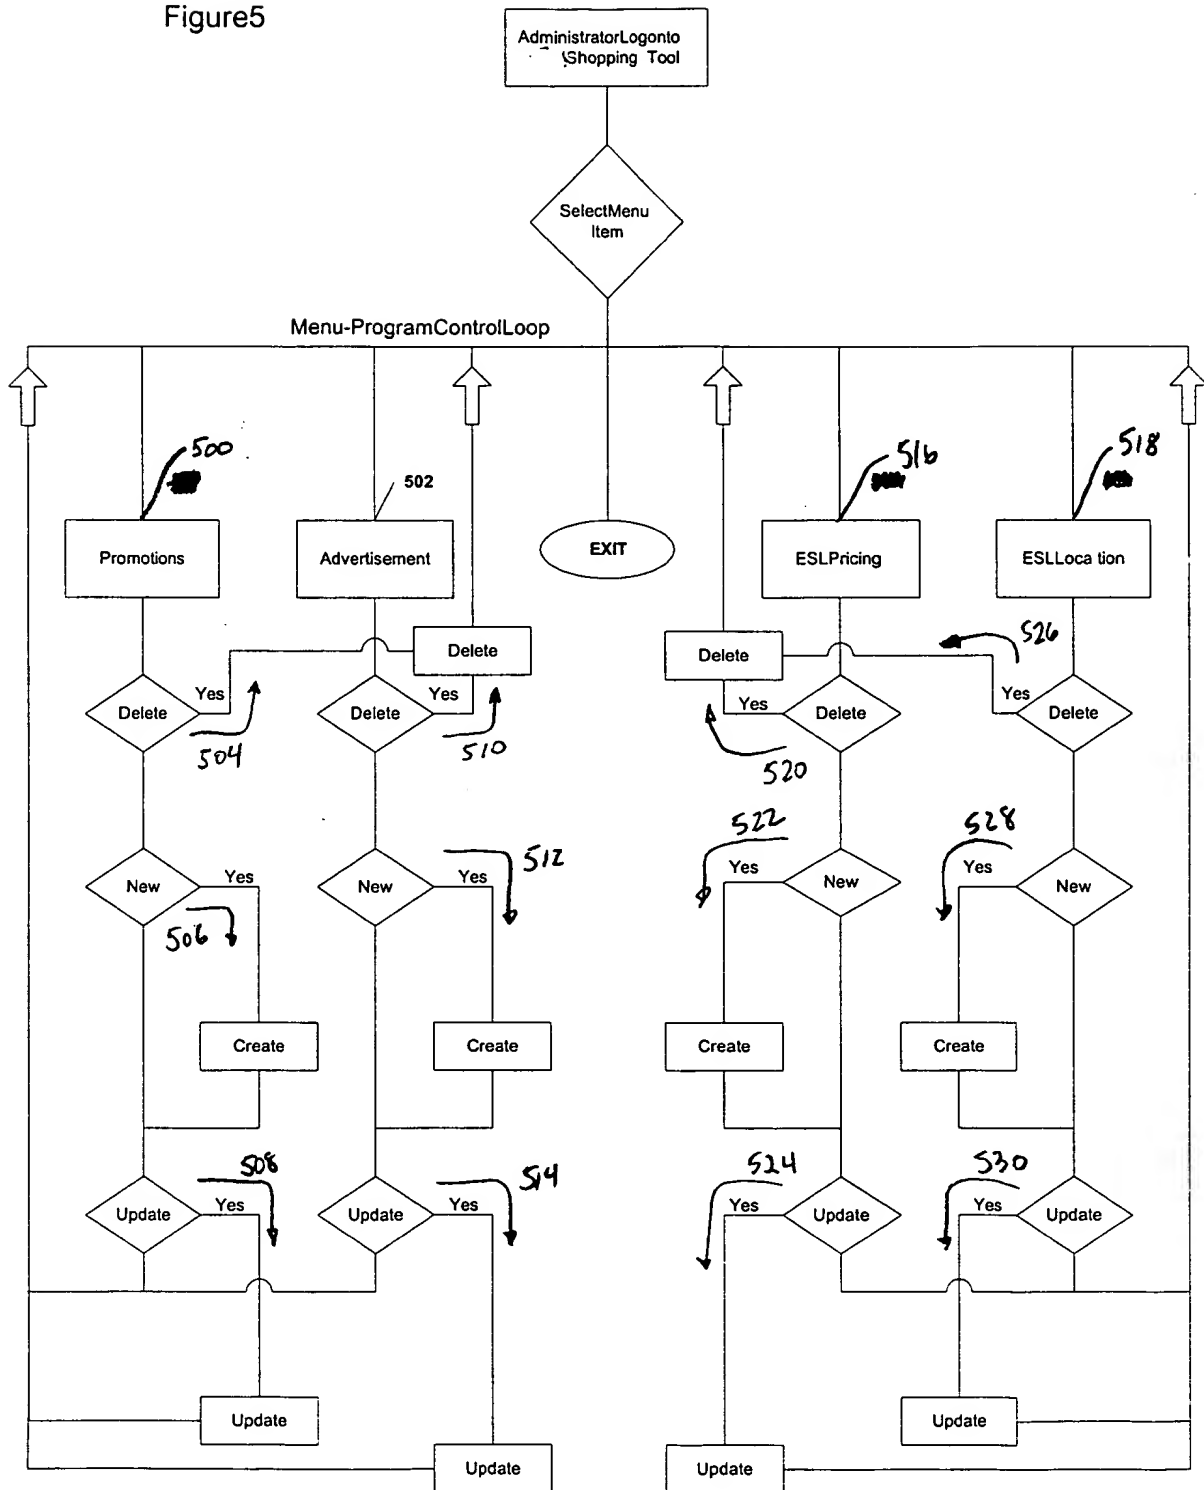 Figure5
AdministratorLogonto
Shopping Tool
SelectMenu
Item
Menu-ProgramControlLoop
500
502
516
518
Promotions
Advertisement
EXIT
ESLPricing
ESLLoca tion
526
Delete
Delete
Yes
Yes
Yes
Yes
Delete
Delete
Delete
Delete
504
510
520
522
528
512
Yes
Yes
Yes
Yes
New
New
New
New
506
Create
Create
Create
Create
508
514
524
530
Yes
Yes
Yes
Yes
Update
Update
Update
Update
Update
Update
Update
Update